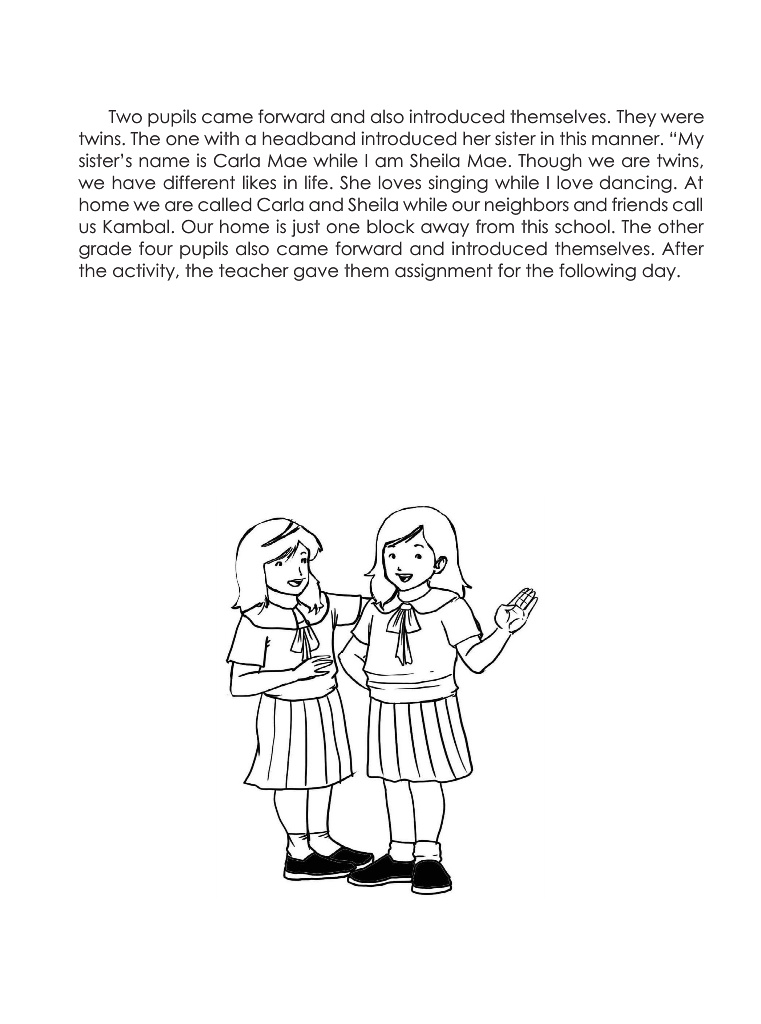 Two pupils came forward and also introduced themselves. They were
twins. The one with a headband introduced her sister in this manner. “My
sister’s name is Carla Mae while I am Sheila Mae. Though we are twins,
we have different likes in life. She loves singing while I love dancing. At
home we are called Carla and Sheila while our neighbors and friends call
us Kambal. Our home is just one block away from this school. The other
grade four pupils also came forward and introduced themselves. After
the activity, the teacher gave them assignment for the following day.